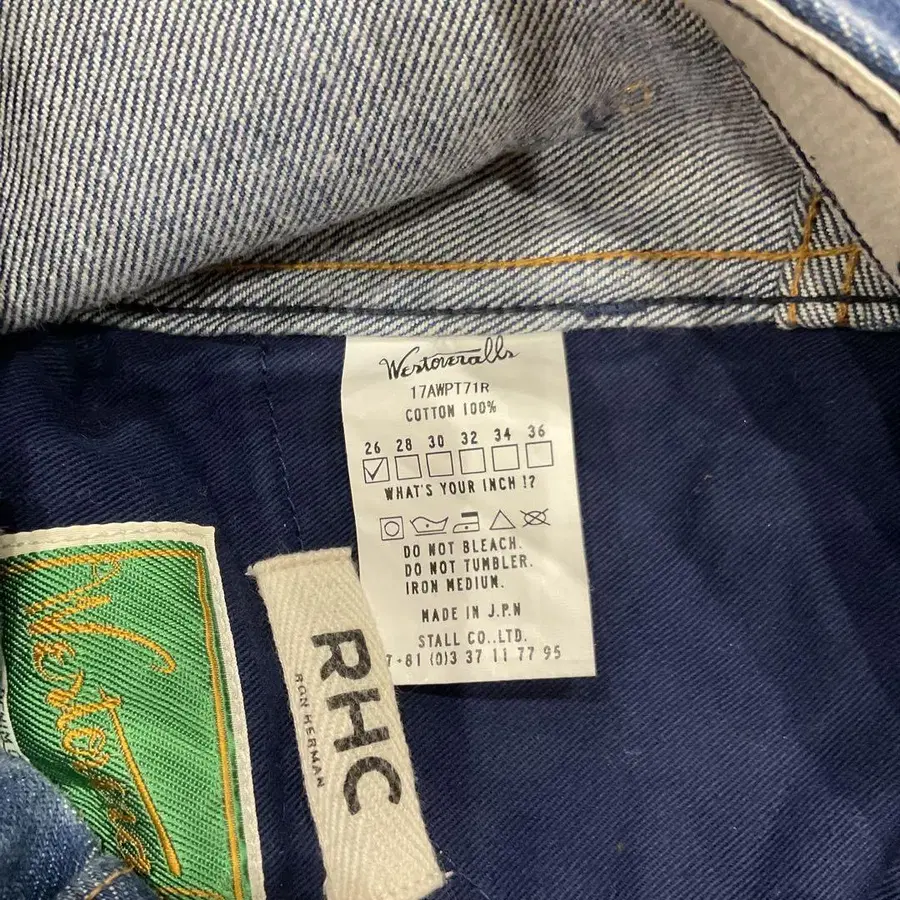 Westoveralls
17AWPT71R
COTTON 100%
26 28 30 32 34 36
WHAT'S YOUR INCH !?
DO NOT BLEACH.
DO NOT TUMBLER.
IRON MEDIUM.
MADE IN J.P.N
STALL CO.,LTD.
+81 (0)3 37 11 77 95
RHC
RON HERMAN